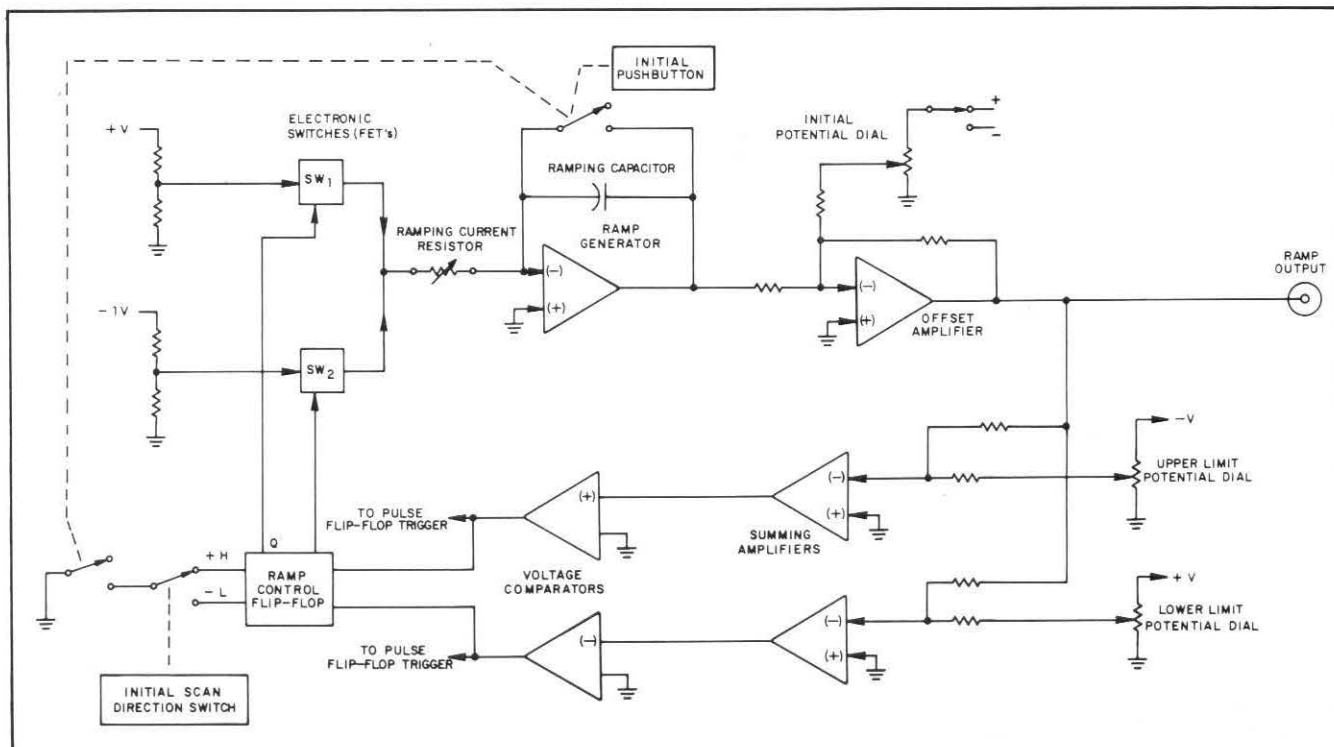 INITIAL
PUSHBUTTON
ELECTRONIC
SWITCHES (FET's)
+V
SW1
RAMPING CAPACITOR
RAMPING CURRENT
RESISTOR
RAMP
GENERATOR
(-)
(+)
INITIAL
POTENTIAL DIAL
+
-
(-)
(+)
OFFSET
AMPLIFIER
RAMP
OUTPUT
-1V
SW2
-V
UPPER LIMIT
POTENTIAL DIAL
(-)
(+)
SUMMING
AMPLIFIERS
(+)
TO PULSE
FLIP-FLOP TRIGGER
VOLTAGE
COMPARATORS
Q
+H
-L
RAMP
CONTROL
FLIP-FLOP
+V
LOWER LIMIT
POTENTIAL DIAL
(-)
(+)
(-)
TO PULSE
FLIP-FLOP TRIGGER
INITIAL SCAN
DIRECTION SWITCH